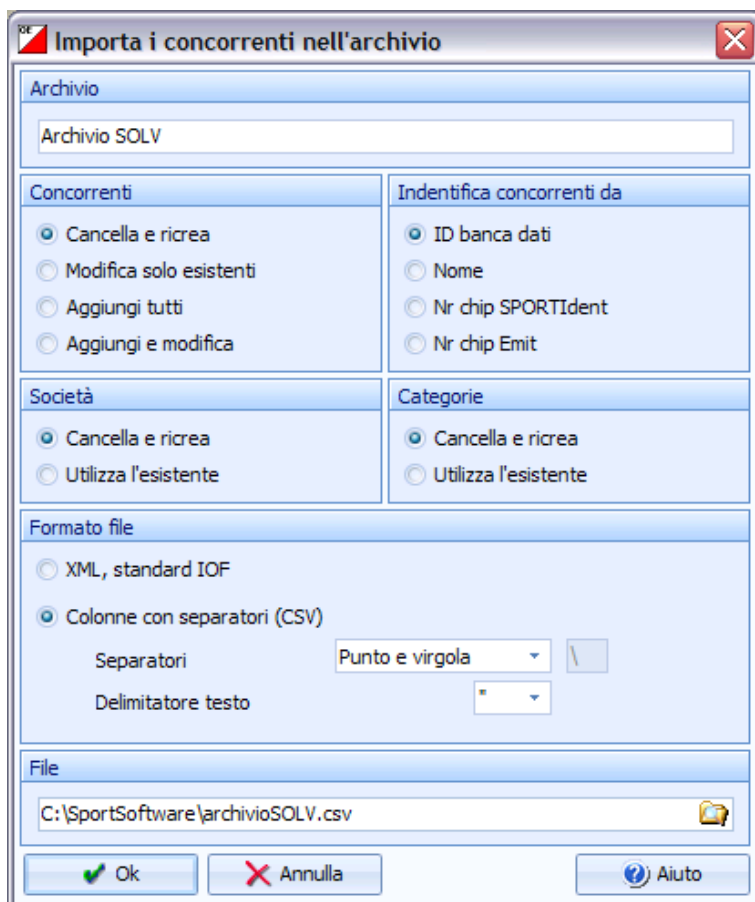 OE
Importa i concorrenti nell'archivio
Archivio
Archivio SOLV
Concorrenti
Cancella e ricrea
Modifica solo esistenti
Aggiungi tutti
Aggiungi e modifica
Indentifica concorrenti da
ID banca dati
Nome
Nr chip SPORTIdent
Nr chip Emit
Società
Cancella e ricrea
Utilizza l'esistente
Categorie
Cancella e ricrea
Utilizza l'esistente
Formato file
XML, standard IOF
Colonne con separatori (CSV)
Separatori Punto e virgola \
Delimitatore testo "
File
C:\SportSoftware\archivioSOLV.csv
Ok Annulla Aiuto